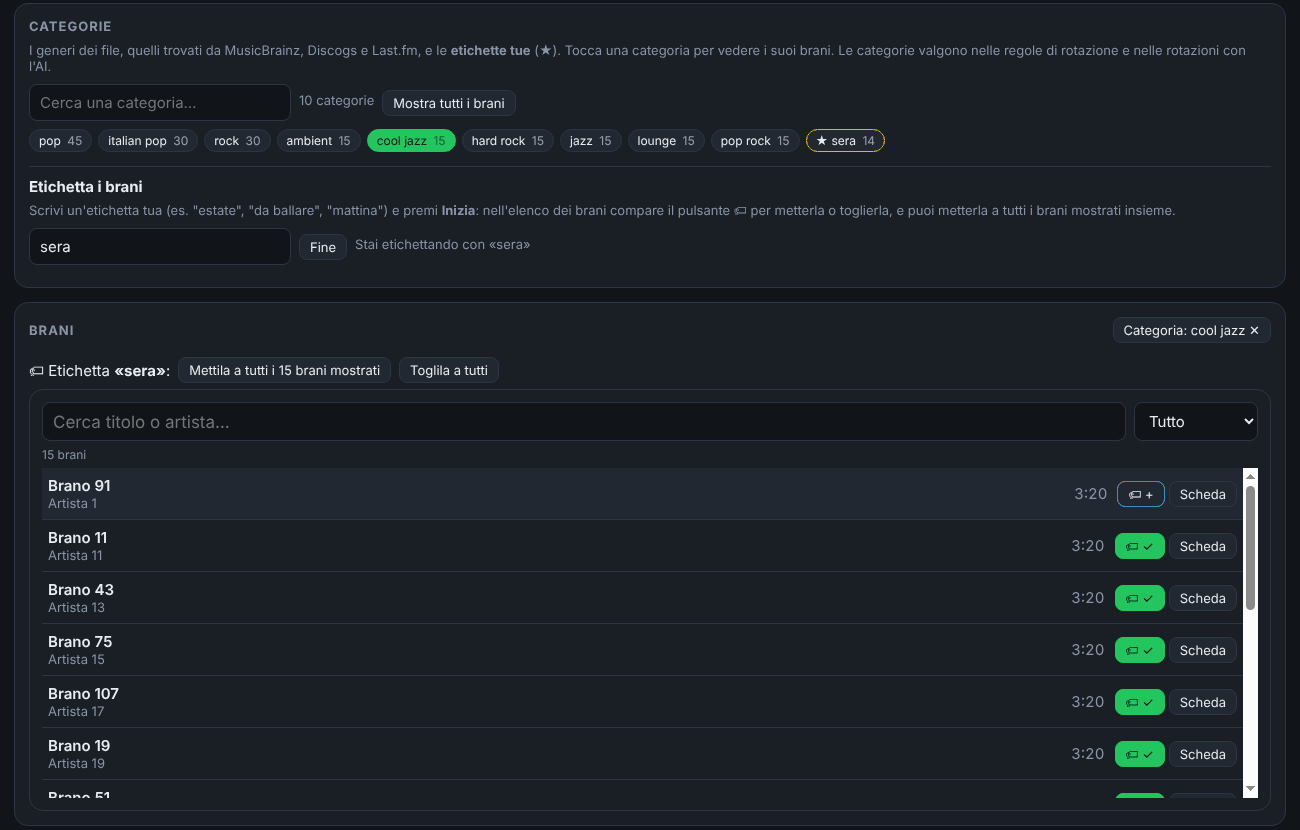 CATEGORIE
I generi dei file, quelli trovati da MusicBrainz, Discogs e Last.fm, e le etichette tue (★). Tocca una categoria per vedere i suoi brani. Le categorie valgono nelle regole di rotazione e nelle rotazioni con
l'AI.
Cerca una categoria... 10 categorie Mostra tutti i brani
pop 45 italian pop 30 rock 30 ambient 15 cool jazz 15 hard rock 15 jazz 15 lounge 15 pop rock 15 ★ sera 14
Etichetta i brani
Scrivi un'etichetta tua (es. "estate", "da ballare", "mattina") e premi Inizia: nell'elenco dei brani compare il pulsante 🏷 per metterla o toglierla, e puoi metterla a tutti i brani mostrati insieme.
sera Fine Stai etichettando con «sera»
BRANI Categoria: cool jazz ✕
🏷 Etichetta «sera»: Mettila a tutti i 15 brani mostrati Toglila a tutti
Cerca titolo o artista... Tutto
15 brani
Brano 91
Artista 1
3:20 🏷 + Scheda
Brano 11
Artista 11
3:20 🏷 ✓ Scheda
Brano 43
Artista 13
3:20 🏷 ✓ Scheda
Brano 75
Artista 15
3:20 🏷 ✓ Scheda
Brano 107
Artista 17
3:20 🏷 ✓ Scheda
Brano 19
Artista 19
3:20 🏷 ✓ Scheda
Brano 51